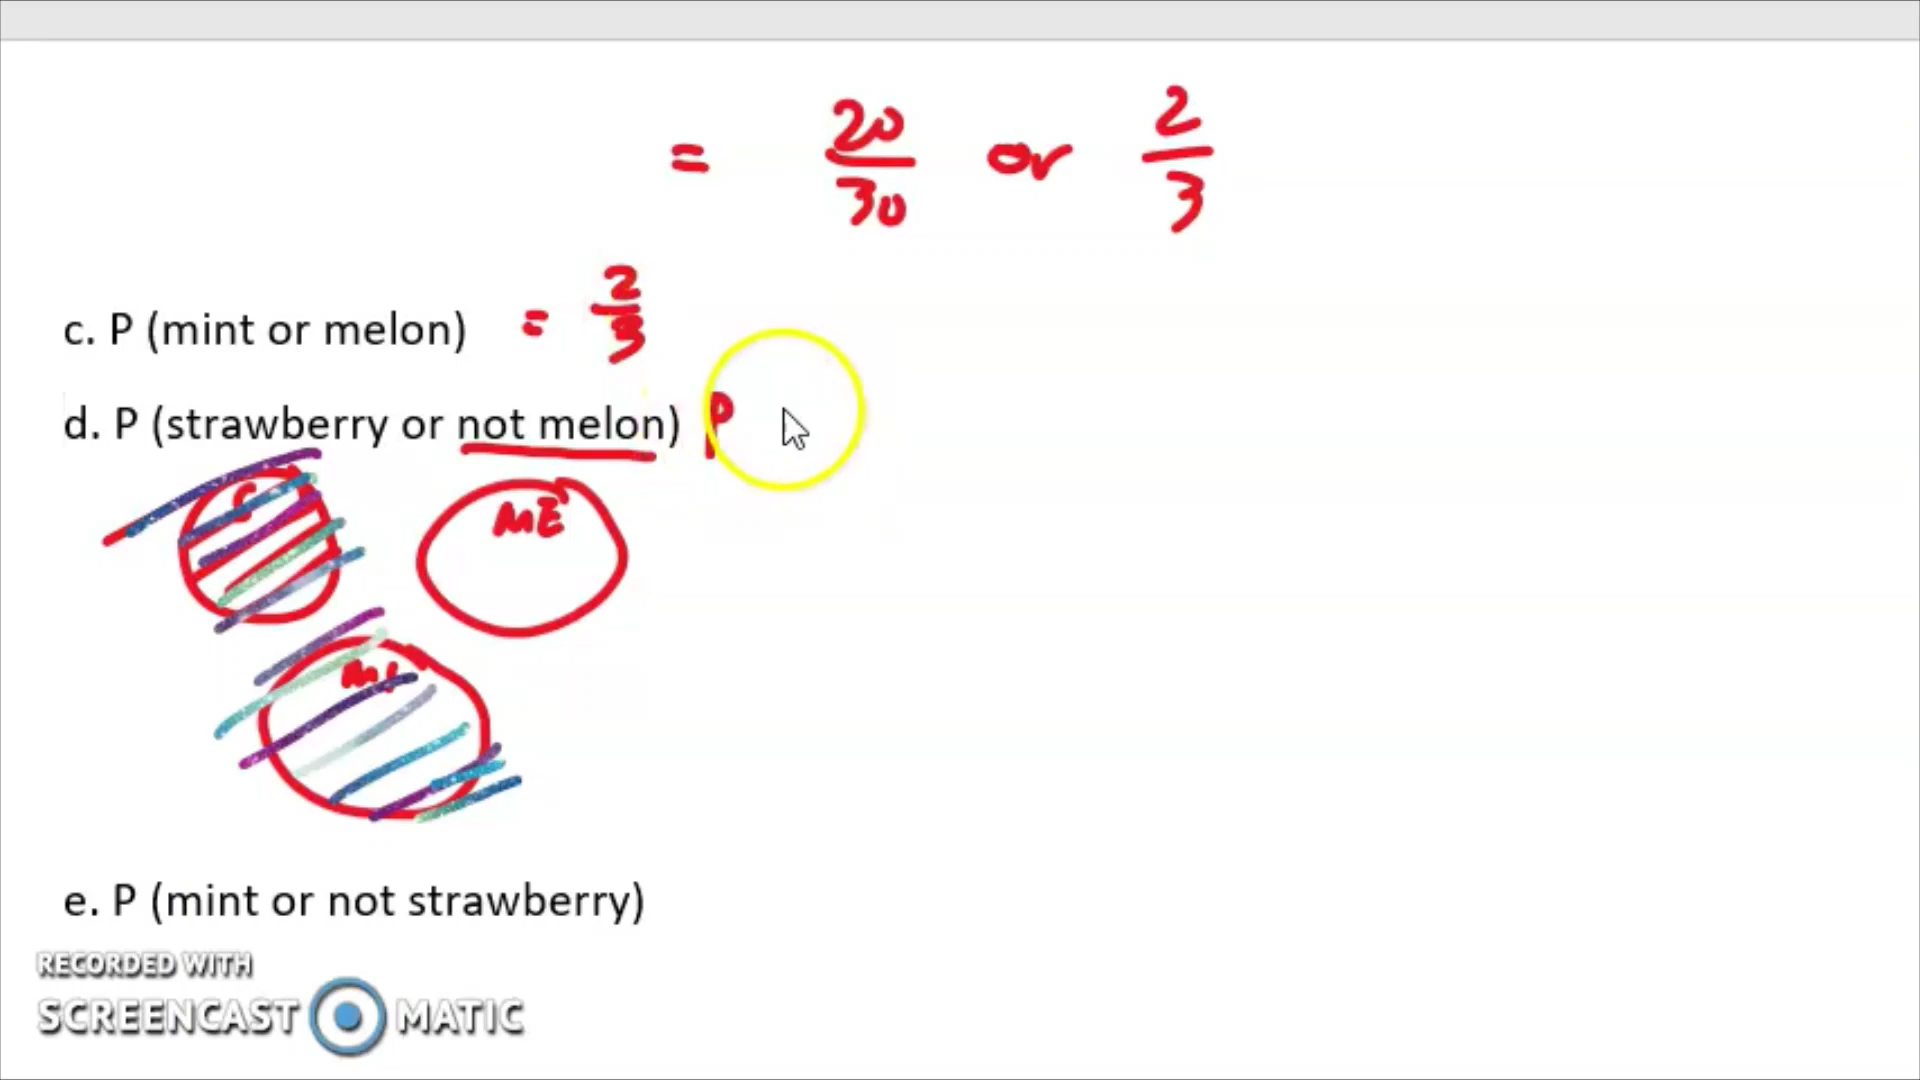 = 20/30 or 2/3
c. P (mint or melon) = 2/3
d. P (strawberry or not melon) P
S ME
MI
e. P (mint or not strawberry)
RECORDED WITH
SCREENCAST MATIC